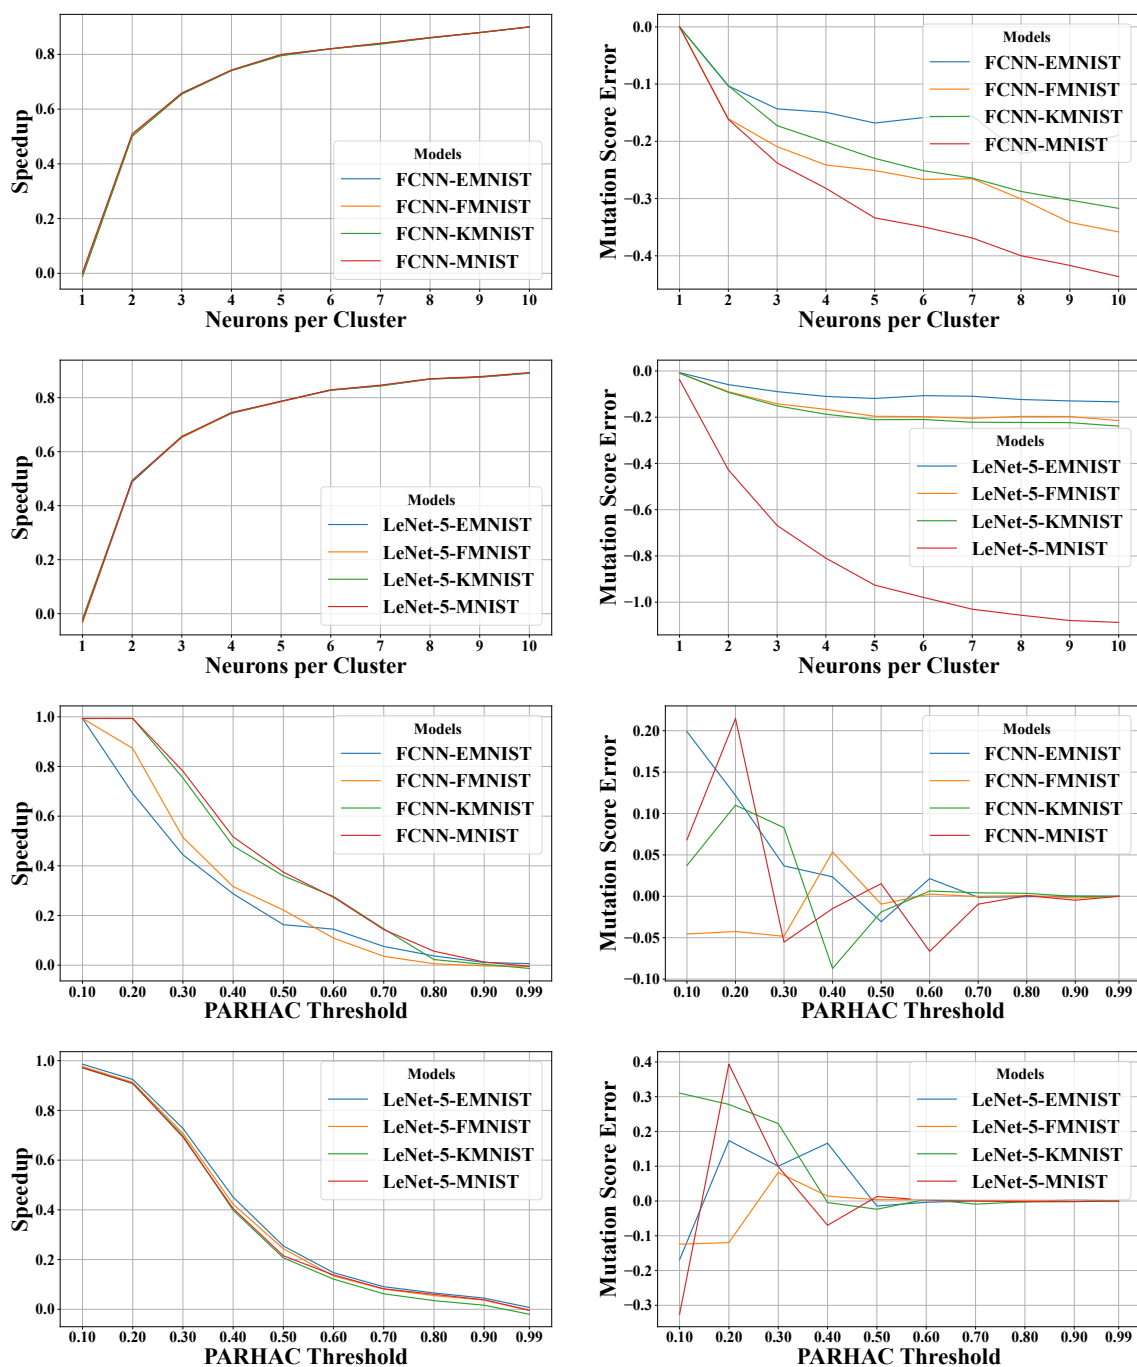 Speedup
0.8
0.6
0.4
0.2
0.0
Models
FCNN-EMNIST
FCNN-FMNIST
FCNN-KMNIST
FCNN-MNIST
1 2 3 4 5 6 7 8 9 10
Neurons per Cluster
Mutation Score Error
0.0
−0.1
−0.2
−0.3
−0.4
Models
FCNN-EMNIST
FCNN-FMNIST
FCNN-KMNIST
FCNN-MNIST
1 2 3 4 5 6 7 8 9 10
Neurons per Cluster
Speedup
0.8
0.6
0.4
0.2
0.0
Models
LeNet-5-EMNIST
LeNet-5-FMNIST
LeNet-5-KMNIST
LeNet-5-MNIST
1 2 3 4 5 6 7 8 9 10
Neurons per Cluster
Mutation Score Error
0.0
−0.2
−0.4
−0.6
−0.8
−1.0
Models
LeNet-5-EMNIST
LeNet-5-FMNIST
LeNet-5-KMNIST
LeNet-5-MNIST
1 2 3 4 5 6 7 8 9 10
Neurons per Cluster
Speedup
1.0
0.8
0.6
0.4
0.2
0.0
Models
FCNN-EMNIST
FCNN-FMNIST
FCNN-KMNIST
FCNN-MNIST
0.10 0.20 0.30 0.40 0.50 0.60 0.70 0.80 0.90 0.99
PARHAC Threshold
Mutation Score Error
0.20
0.15
0.10
0.05
0.00
−0.05
−0.10
Models
FCNN-EMNIST
FCNN-FMNIST
FCNN-KMNIST
FCNN-MNIST
0.10 0.20 0.30 0.40 0.50 0.60 0.70 0.80 0.90 0.99
PARHAC Threshold
Speedup
1.0
0.8
0.6
0.4
0.2
0.0
Models
LeNet-5-EMNIST
LeNet-5-FMNIST
LeNet-5-KMNIST
LeNet-5-MNIST
0.10 0.20 0.30 0.40 0.50 0.60 0.70 0.80 0.90 0.99
PARHAC Threshold
Mutation Score Error
0.4
0.3
0.2
0.1
0.0
−0.1
−0.2
−0.3
Models
LeNet-5-EMNIST
LeNet-5-FMNIST
LeNet-5-KMNIST
LeNet-5-MNIST
0.10 0.20 0.30 0.40 0.50 0.60 0.70 0.80 0.90 0.99
PARHAC Threshold